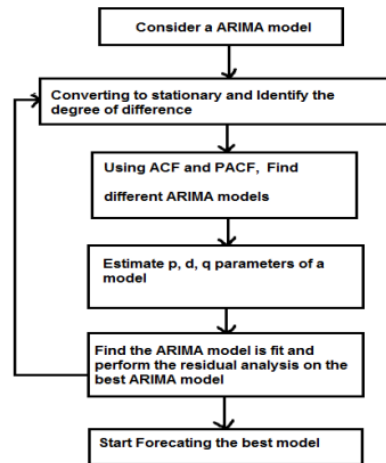 Consider a ARIMA model
Converting to stationary and Identify the
degree of difference
Using ACF and PACF, Find
different ARIMA models
Estimate p, d, q parameters of a
model
Find the ARIMA model is fit and
perform the residual analysis on the
best ARIMA model
Start Forecating the best model